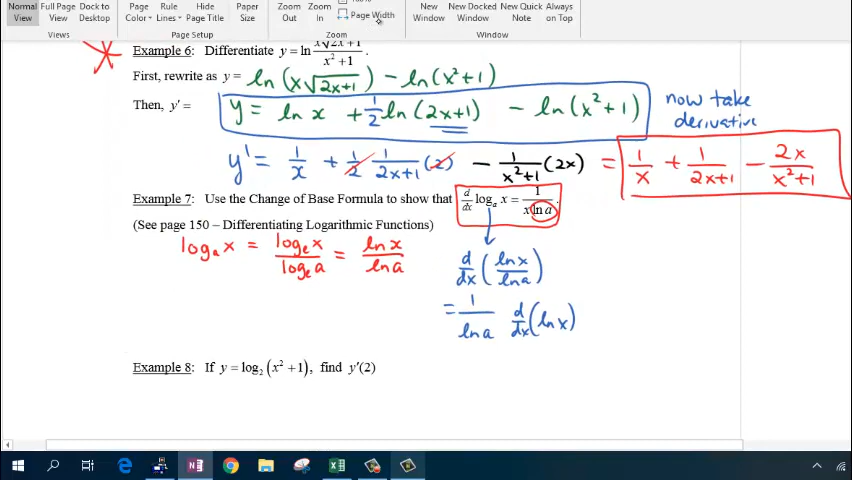 Normal View
Full Page View
Dock to Desktop
Page Color
Hide Page Title
Paper Size
Zoom Out
Zoom In
Page Width
New Window
New Docked Window
New Quick Note
Always on Top
Views
Page Setup
Zoom
Window
Example 6: Differentiate y = ln x√2x+1 / x² + 1 .
First, rewrite as y = ln (x √2x+1) − ln (x²+1)
Then, y′ =
y = ln x + 1/2 ln (2x+1) − ln (x²+1)
now take derivative
y' = 1/x + 1/2 1/2x+1 (2) − 1/x²+1 (2x) = 1/x + 1/2x+1 − 2x/x²+1
Example 7: Use the Change of Base Formula to show that d/dx logₐ x = 1/x ln a .
(See page 150 – Differentiating Logarithmic Functions)
logₐ x = logₑ x / logₑ a = ln x / ln a
d/dx (ln x / ln a)
= 1/ln a d/dx (ln x)
Example 8: If y = log₂ (x² + 1), find y′(2)